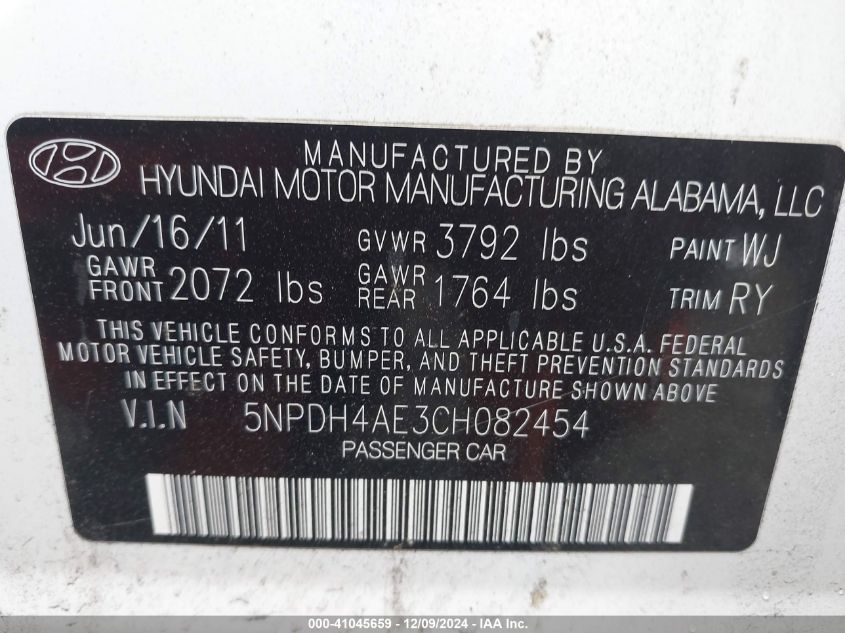 MANUFACTURED BY
HYUNDAI MOTOR MANUFACTURING ALABAMA, LLC
Jun/16/11 GVWR 3792 lbs PAINT WJ
GAWR FRONT 2072 lbs GAWR REAR 1764 lbs TRIM RY
THIS VEHICLE CONFORMS TO ALL APPLICABLE U.S.A. FEDERAL
MOTOR VEHICLE SAFETY, BUMPER, AND THEFT PREVENTION STANDARDS
IN EFFECT ON THE DATE OF MANUFACTURE SHOWN ABOVE
V.I.N 5NPDH4AE3CH082454
PASSENGER CAR
000-41045659 - 12/09/2024 - www.iaai.com